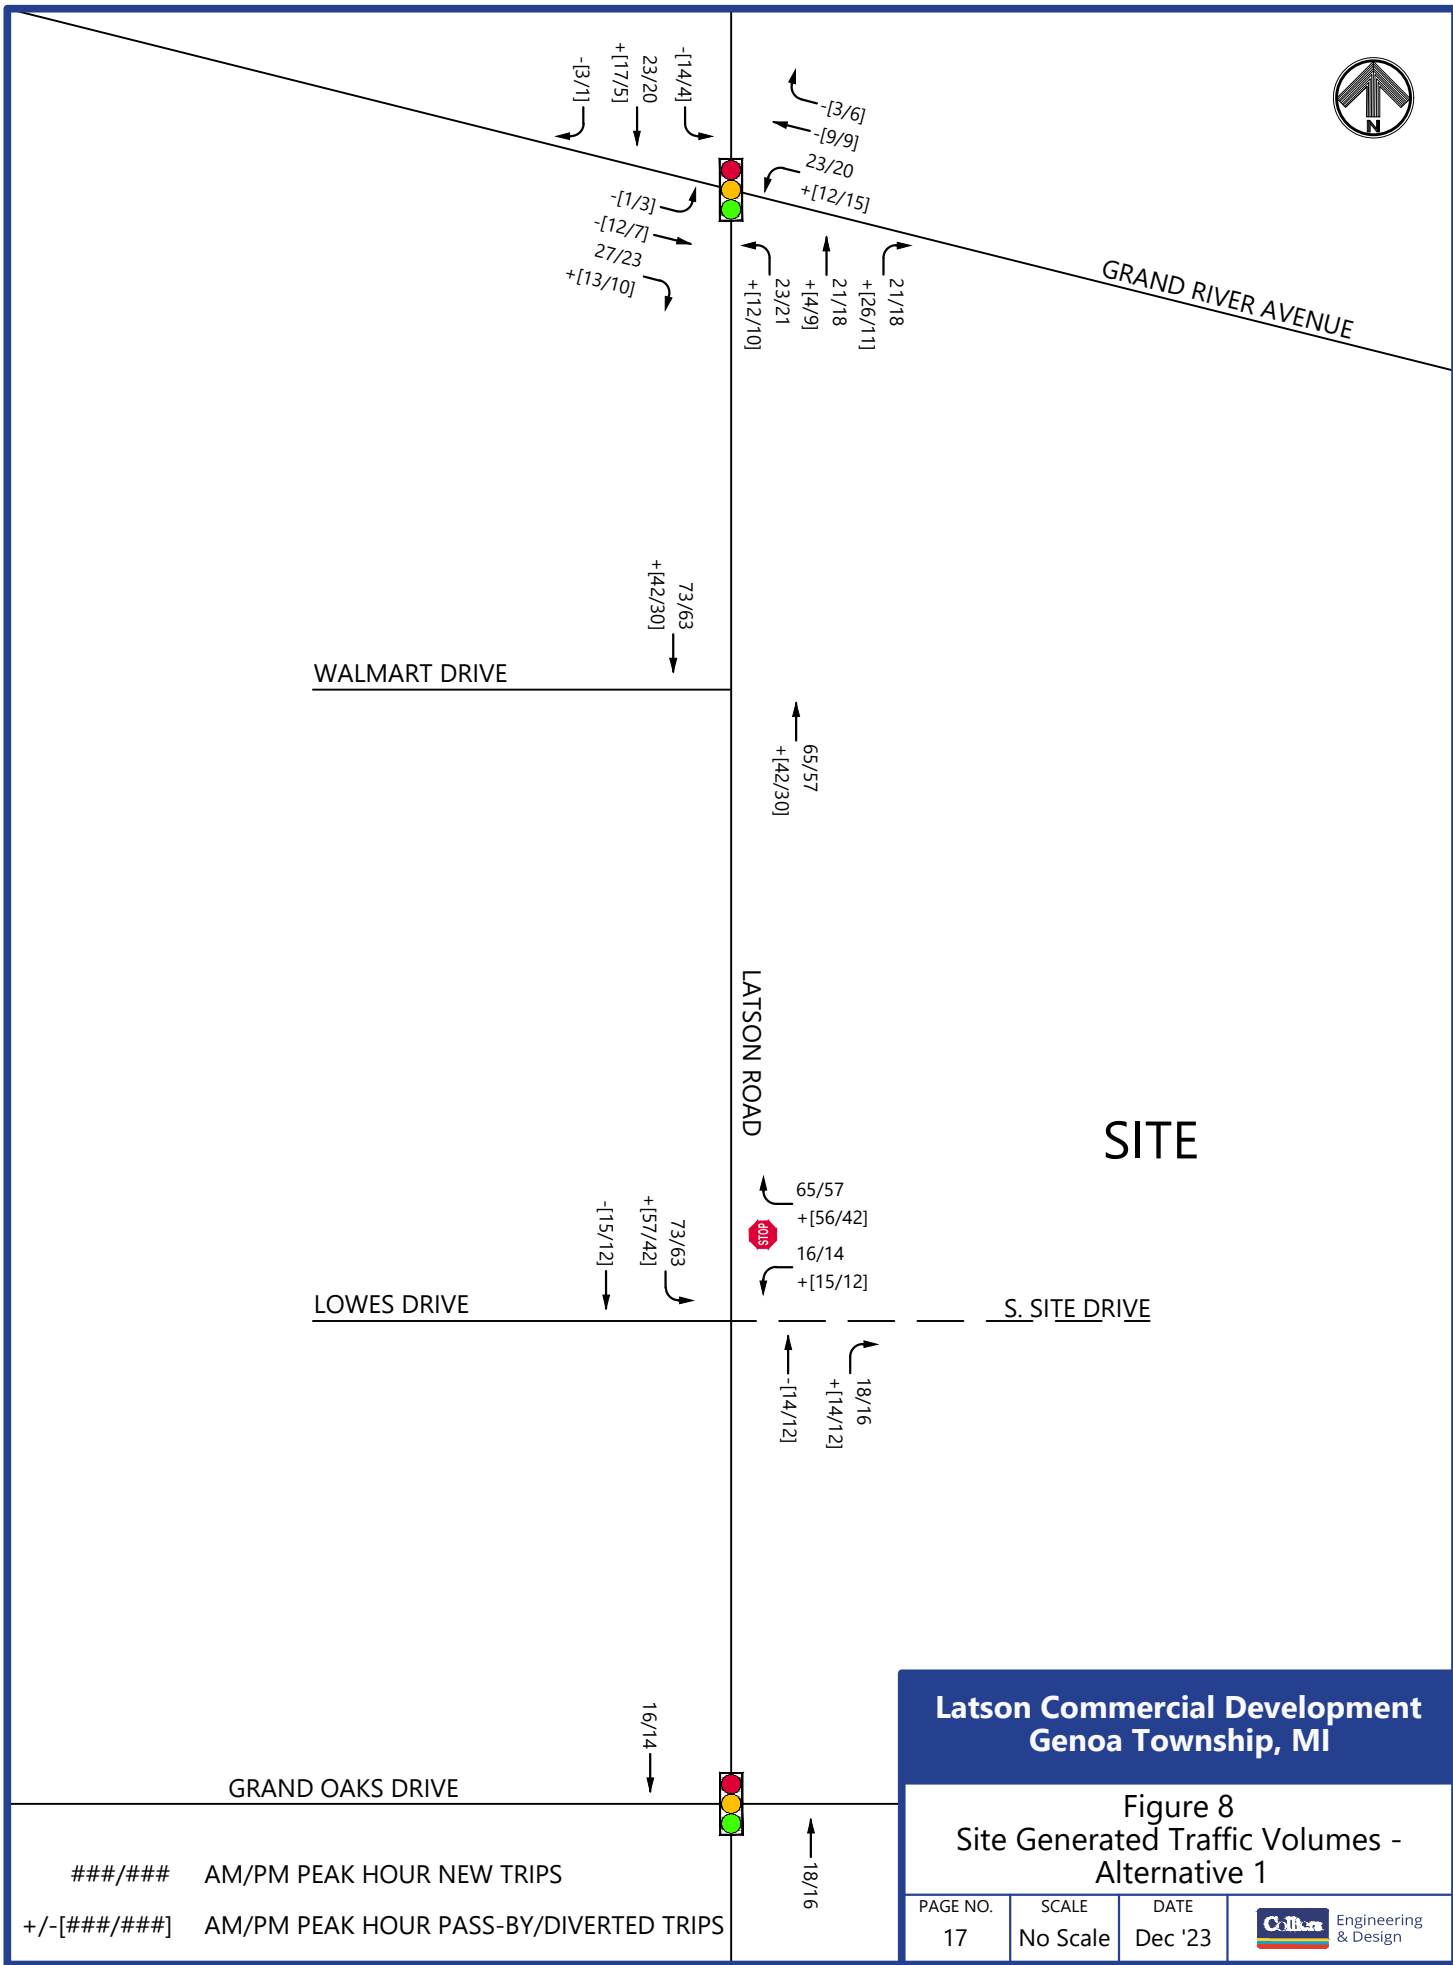 -[3/1]
+[17/5]
23/20
-[14/4]
-[3/6]
-[9/9]
23/20
+[12/15]
N
-[1/3]
-[12/7]
27/23
+[13/10]
+[12/10]
23/21
+[4/9]
21/18
+[26/11]
21/18
GRAND RIVER AVENUE
+[42/30]
73/63
WALMART DRIVE
+[42/30]
65/57
LATSON ROAD
SITE
-[15/12]
+[57/42]
73/63
65/57
+[56/42]
STOP
16/14
+[15/12]
LOWES DRIVE
S. SITE DRIVE
-[14/12]
+[14/12]
18/16
16/14
GRAND OAKS DRIVE
18/16
###/### AM/PM PEAK HOUR NEW TRIPS
+/-[###/###] AM/PM PEAK HOUR PASS-BY/DIVERTED TRIPS
Latson Commercial Development
Genoa Township, MI
Figure 8
Site Generated Traffic Volumes -
Alternative 1
PAGE NO. SCALE DATE
17 No Scale Dec '23
Colliers Engineering
& Design